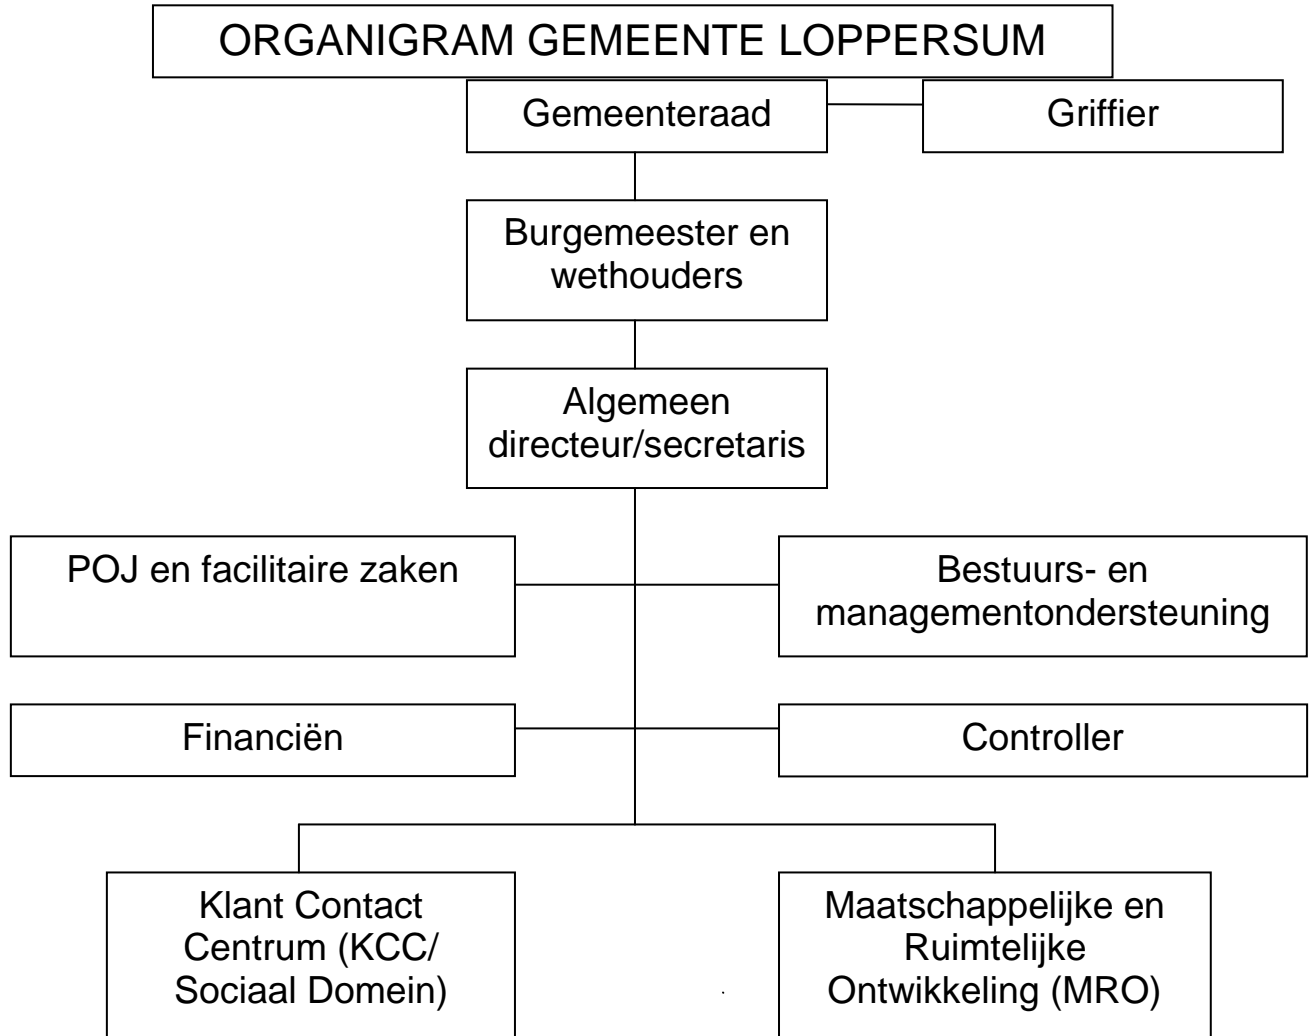 ORGANIGRAM GEMEENTE LOPPERSUM
Gemeenteraad
Griffier
Burgemeester en
wethouders
Algemeen
directeur/secretaris
POJ en facilitaire zaken
Bestuurs- en
managementondersteuning
Financiën
Controller
Klant Contact
Centrum (KCC/
Sociaal Domein)
Maatschappelijke en
Ruimtelijke
Ontwikkeling (MRO)